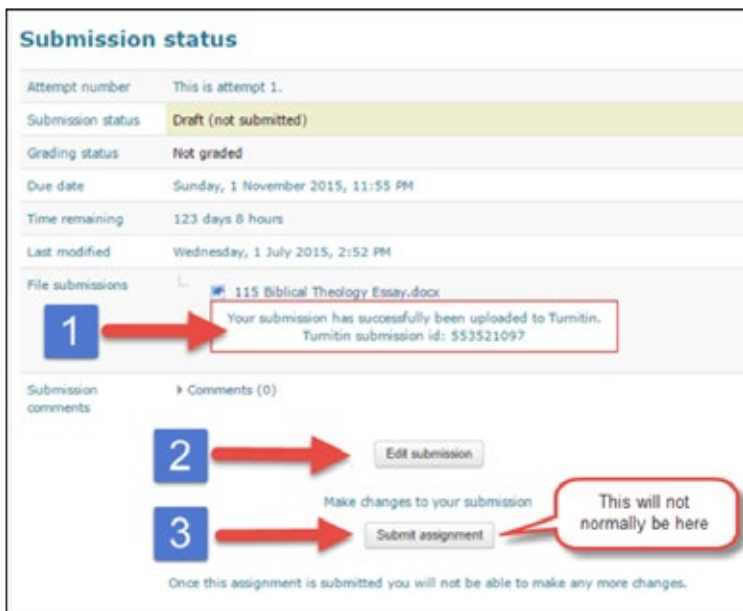 Submission status
Attempt number This is attempt 1.
Submission status Draft (not submitted)
Grading status Not graded
Due date Sunday, 1 November 2015, 11:55 PM
Time remaining 123 days 8 hours
Last modified Wednesday, 1 July 2015, 2:52 PM
File submissions
115 Biblical Theology Essay.docx
1
Your submission has successfully been uploaded to Turnitin.
Turnitin submission id: 553521097
Submission
comments
Comments (0)
2
Edit submission
Make changes to your submission
This will not
normally be here
3
Submit assignment
Once this assignment is submitted you will not be able to make any more changes.